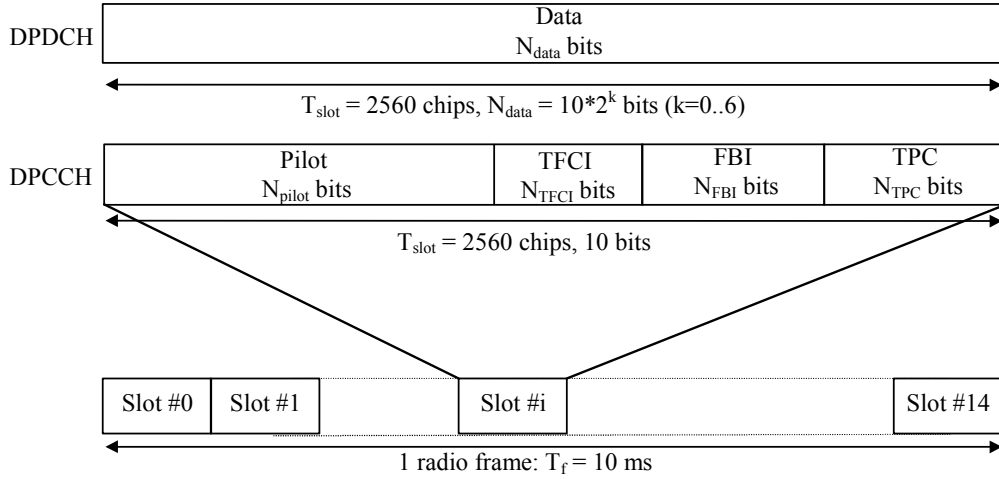 Data
DPDCH
N_data bits
T_slot = 2560 chips, N_data = 10*2^k bits (k=0..6)
Pilot TFCI FBI TPC
DPCCH
N_pilot bits N_TFCI bits N_FBI bits N_TPC bits
T_slot = 2560 chips, 10 bits
Slot #0 Slot #1 Slot #i Slot #14
1 radio frame: T_f = 10 ms